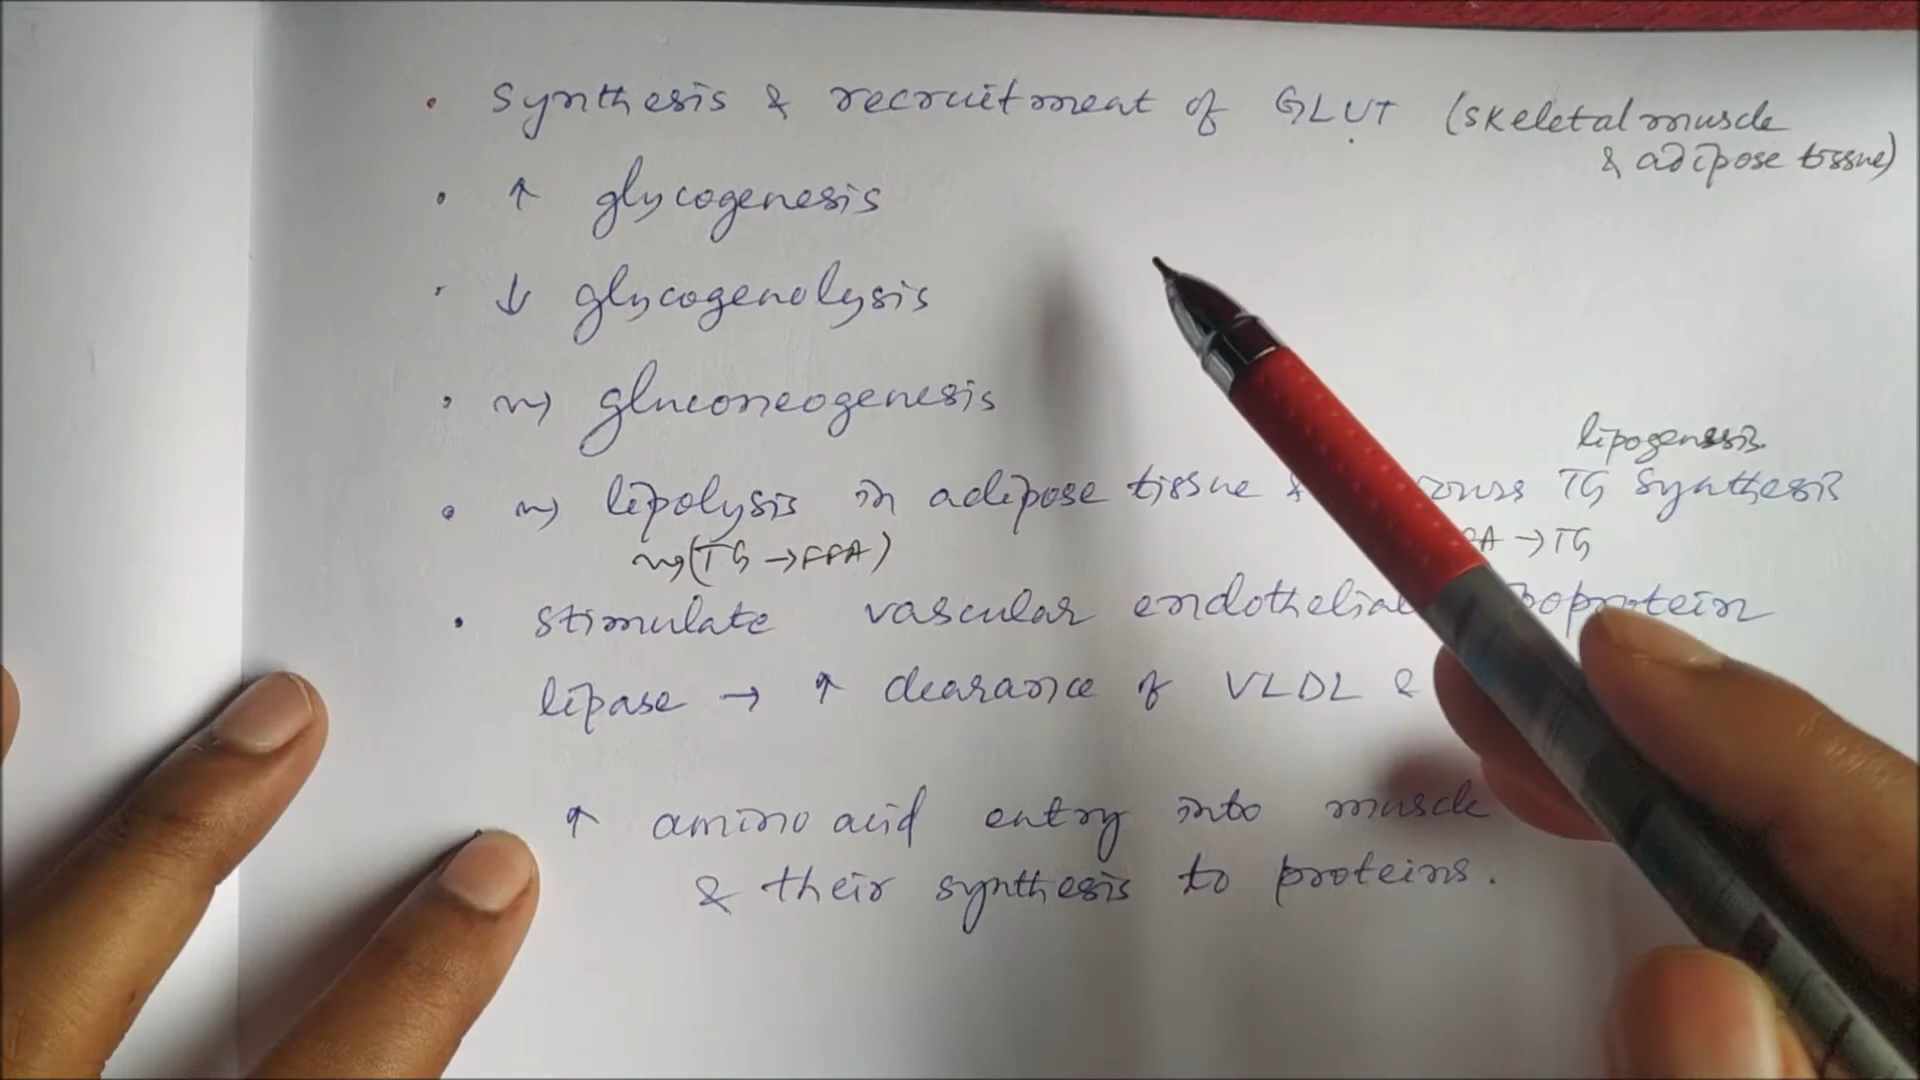 • Synthesis & recruitment of GLUT (skeletal muscle
& adipose tissue)
• ↑ glycogenesis
• ↓ glycogenolysis
• gluconeogenesis
lipogenesis
• lipolysis in adipose tissue & TG synthesis
(TG → FFA) → TG
• stimulate vascular endothelial
lipase → ↑ clearance of VLDL &
↑ amino acid entry into muscle
& their synthesis to proteins.